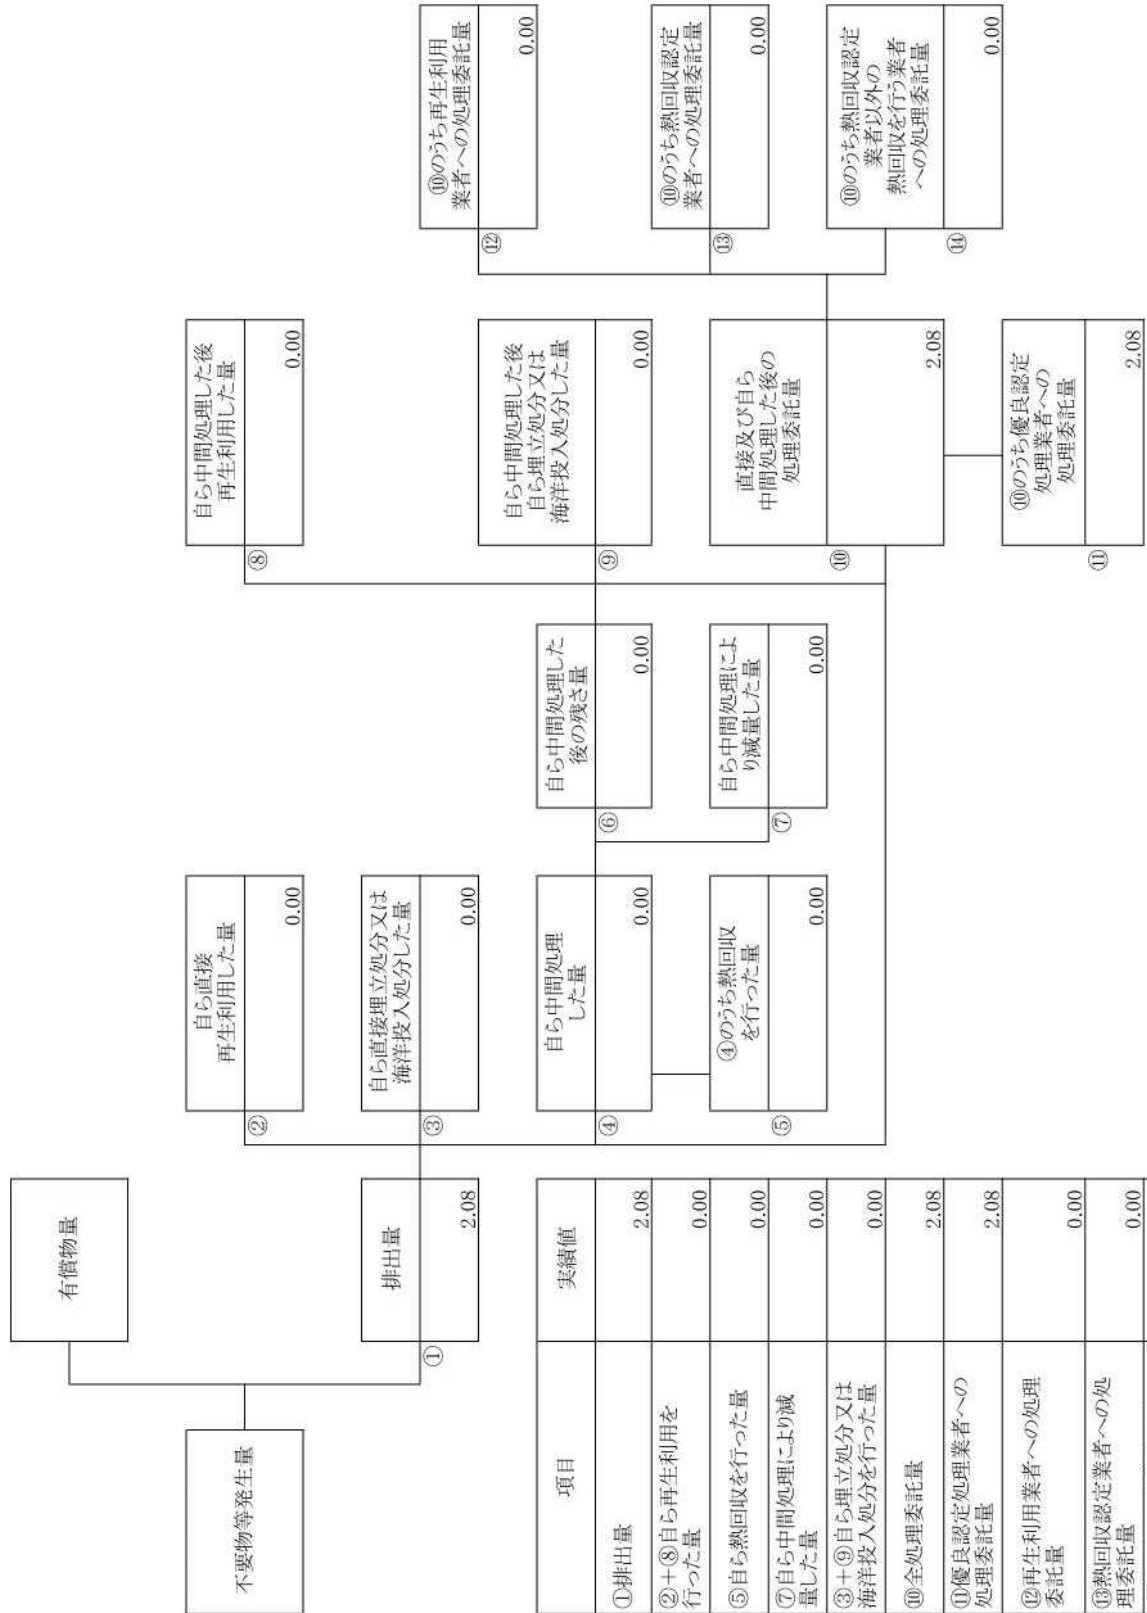 不要物等発生量
有償物量
①
排出量
2.08
②
自ら直接
再生利用した量
0.00
③
自ら直接埋立処分又は
海洋投入処分した量
0.00
④
自ら中間処理
した量
0.00
⑤
④のうち熱回収
を行った量
0.00
⑥
自ら中間処理した
後の残さ量
0.00
⑦
自ら中間処理によ
り減量した量
0.00
⑧
自ら中間処理した後
再生利用した量
0.00
⑨
自ら中間処理した後
自ら埋立処分又は
海洋投入処分した量
0.00
⑩
直接及び自ら
中間処理した後の
処理委託量
2.08
⑪
⑩のうち優良認定
処理業者への
処理委託量
2.08
⑫
⑩のうち再生利用
業者への処理委託量
0.00
⑬
⑩のうち熱回収認定
業者への処理委託量
0.00
⑭
⑩のうち熱回収認定
業者以外の
熱回収を行う業者
への処理委託量
0.00
項目 実績値
①排出量 2.08
②+⑧自ら再生利用を
行った量 0.00
⑤自ら熱回収を行った量 0.00
⑦自ら中間処理により減
量した量 0.00
③+⑨自ら埋立処分又は
海洋投入処分を行った量 0.00
⑩全処理委託量 2.08
⑪優良認定処理業者への
処理委託量 2.08
⑫再生利用業者への処理
委託量 0.00
⑬熱回収認定業者への処
理委託量 0.00